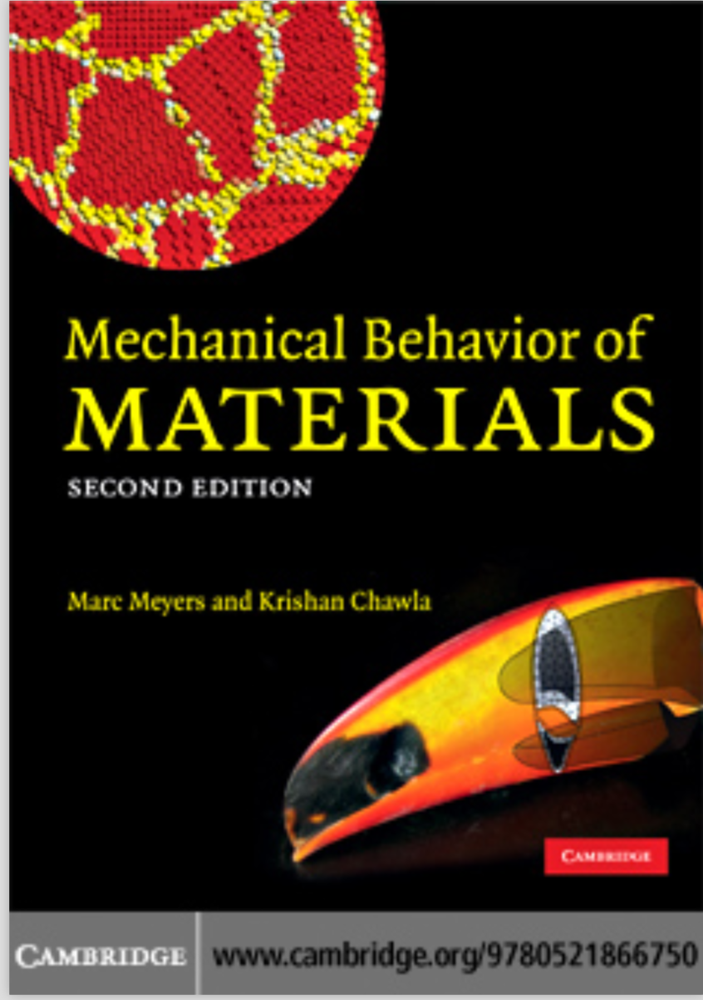 Mechanical Behavior of
MATERIALS
SECOND EDITION
Marc Meyers and Krishan Chawla
CAMBRIDGE
CAMBRIDGE
www.cambridge.org/9780521866750